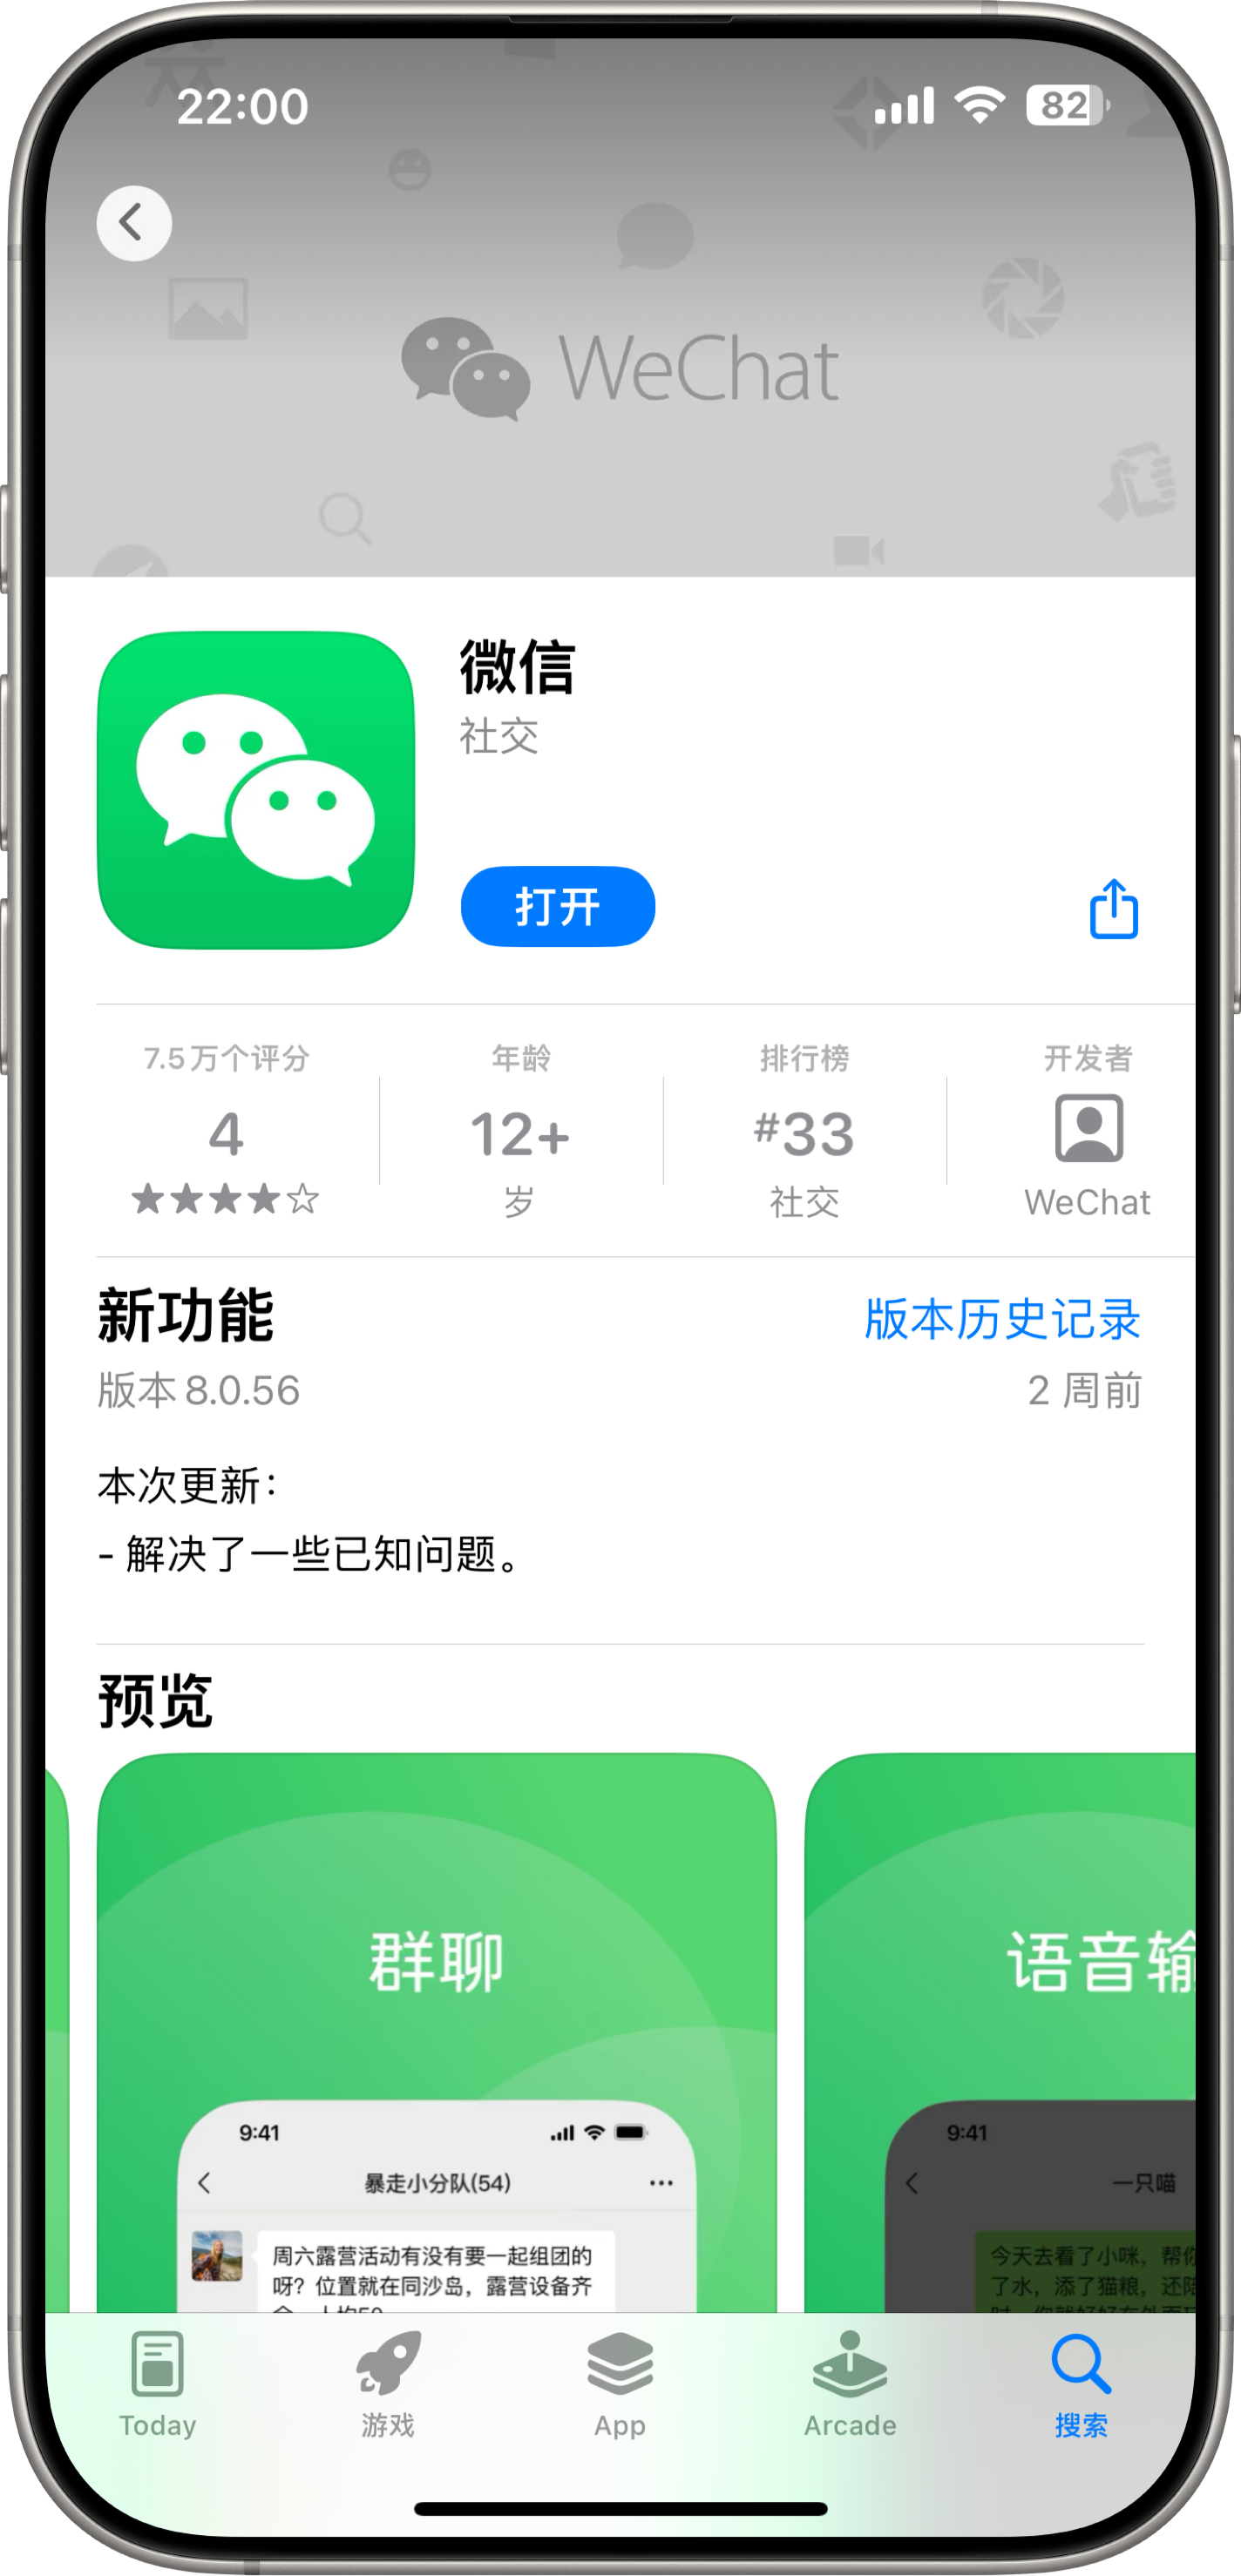 22:00
82
WeChat
微信
社交
打开
7.5万个评分
年龄
排行榜
开发者
4
12+
#33
岁
社交
WeChat
新功能
版本历史记录
版本 8.0.56
2 周前
本次更新：
- 解决了一些已知问题。
预览
群聊
语音输
9:41
9:41
暴走小分队(54)
一只喵
周六露营活动有没有要一起组团的
呀？位置就在同沙岛，露营设备齐
今天去看了小咪，帮你
了水，添了猫粮，还陪
Today
游戏
App
Arcade
搜索